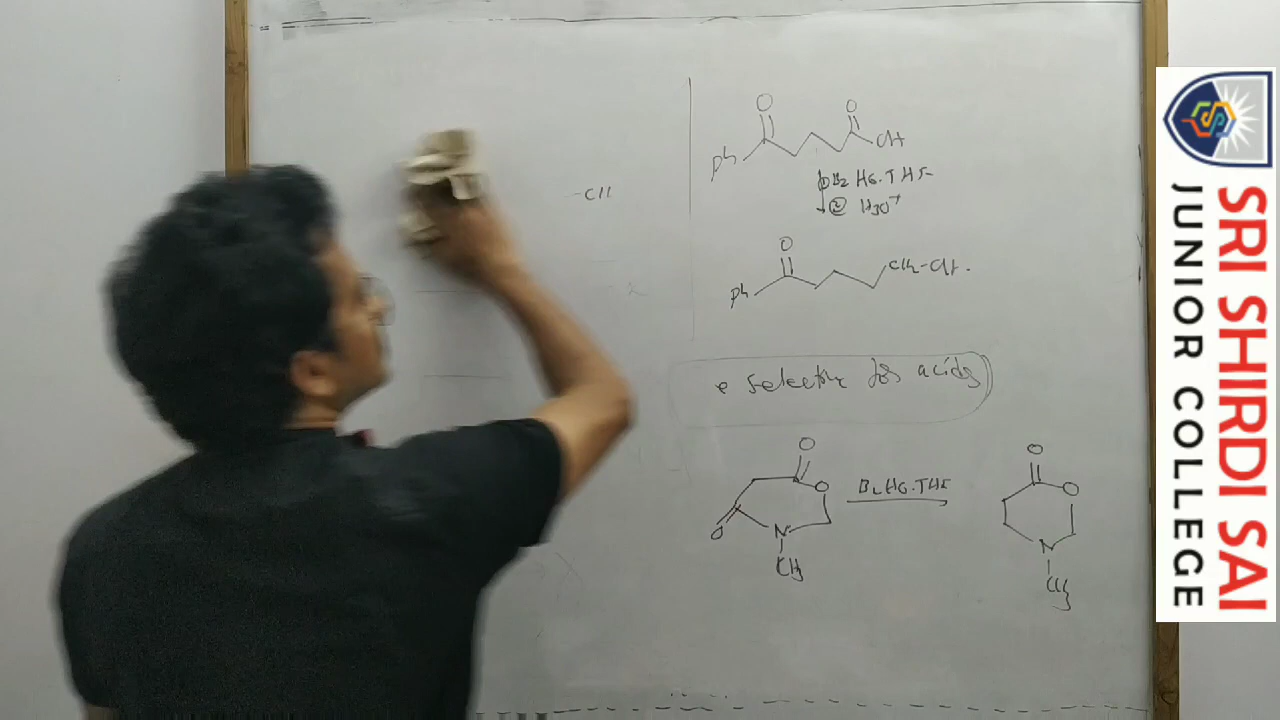 -CH
O
O
Ph
OH
① B2H6.THF
② H3O+
O
Ph
CH2-OH.
selective for acids
O
O
O
N
CH3
B2H6.THF
O
O
N
CH3
SRI SHIRDI SAI
JUNIOR COLLEGE